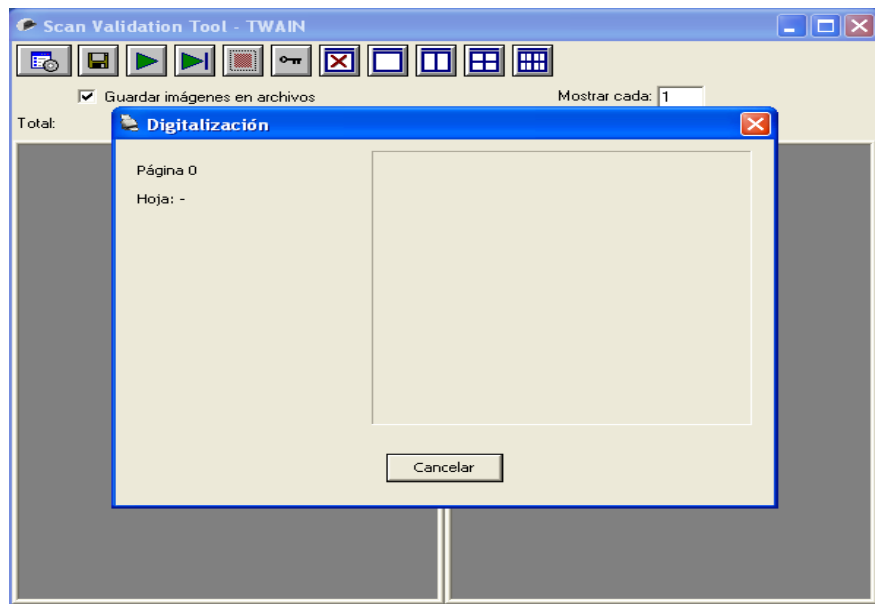 Scan Validation Tool - TWAIN
Guardar imágenes en archivos
Mostrar cada: 1
Total:
Digitalización
Página 0
Hoja: -
Cancelar